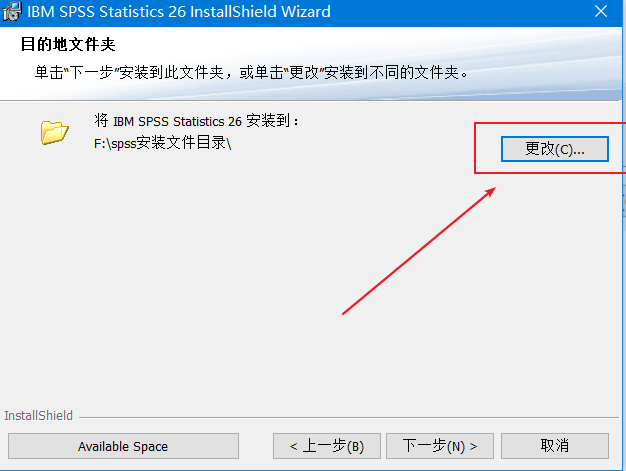 IBM SPSS Statistics 26 InstallShield Wizard
目的地文件夹
单击“下一步”安装到此文件夹，或单击“更改”安装到不同的文件夹。
将 IBM SPSS Statistics 26 安装到：
F:\spss安装文件目录\
更改(C)...
InstallShield
Available Space
< 上一步(B)
下一步(N) >
取消